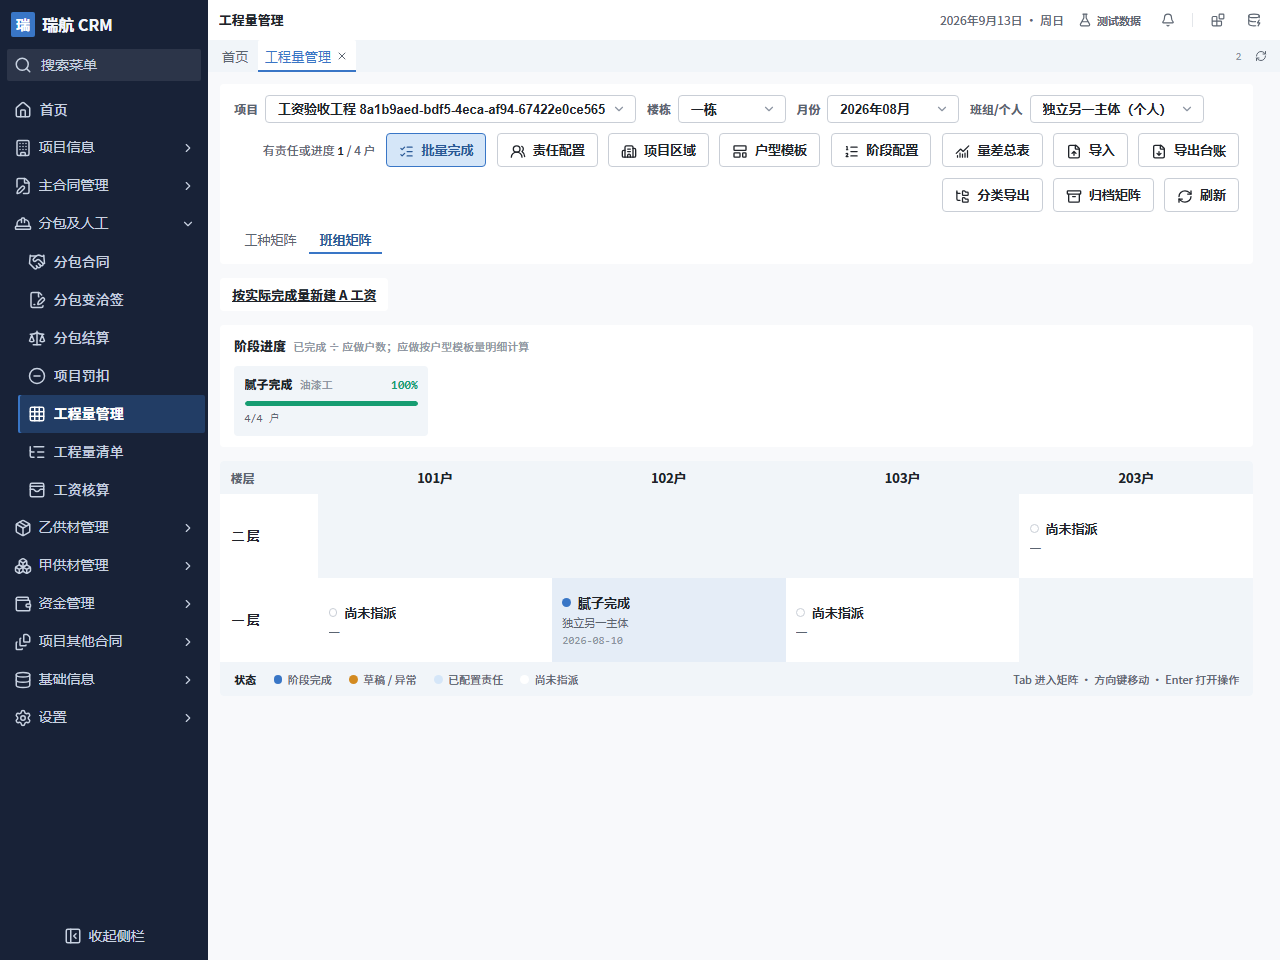 瑞 瑞航 CRM
搜索菜单
首页
项目信息
主合同管理
分包及人工
分包合同
分包变洽签
分包结算
项目罚扣
工程量管理
工程量清单
工资核算
乙供材管理
甲供材管理
资金管理
项目其他合同
基础信息
设置
收起侧栏
工程量管理
2026年9月13日 · 周日 测试数据
首页 工程量管理 2
项目 工资验收工程 8a1b9aed-bdf5-4eca-af94-67422e0ce565 楼栋 一栋 月份 2026年08月 班组/个人 独立另一主体（个人）
有责任或进度 1 / 4 户 批量完成 责任配置 项目区域 户型模板 阶段配置 量差总表 导入 导出台账
分类导出 归档矩阵 刷新
工种矩阵 班组矩阵
按实际完成量新建 A 工资
阶段进度 已完成 ÷ 应做户数；应做按户型模板量明细计算
腻子完成 油漆工 100%
4/4 户
楼层 101户 102户 103户 203户
二层
尚未指派
—
一层
尚未指派
—
腻子完成
独立另一主体
2026-08-10
尚未指派
—
状态 阶段完成 草稿 / 异常 已配置责任 尚未指派 Tab 进入矩阵 · 方向键移动 · Enter 打开操作